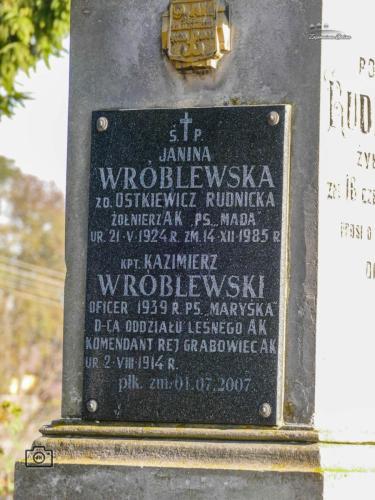 Ś.†P.
JANINA
WRÓBLEWSKA
ZD. OSTKIEWICZ RUDNICKA
ŻOŁNIERZ AK "PS. „MADA"
UR. 21·V·1924 R. ZM. 14·XII·1985 R.
KPT. KAZIMIERZ
WRÓBLEWSKI
OFICER 1939 R. PS. „MARYSKA"
D-CA ODDZIAŁU LEŚNEGO AK
KOMENDANT REJ GRABOWIEC AK
UR 2·VIII·1914 R.
płk. zm. 01.07.2007.
RUD
ŻY